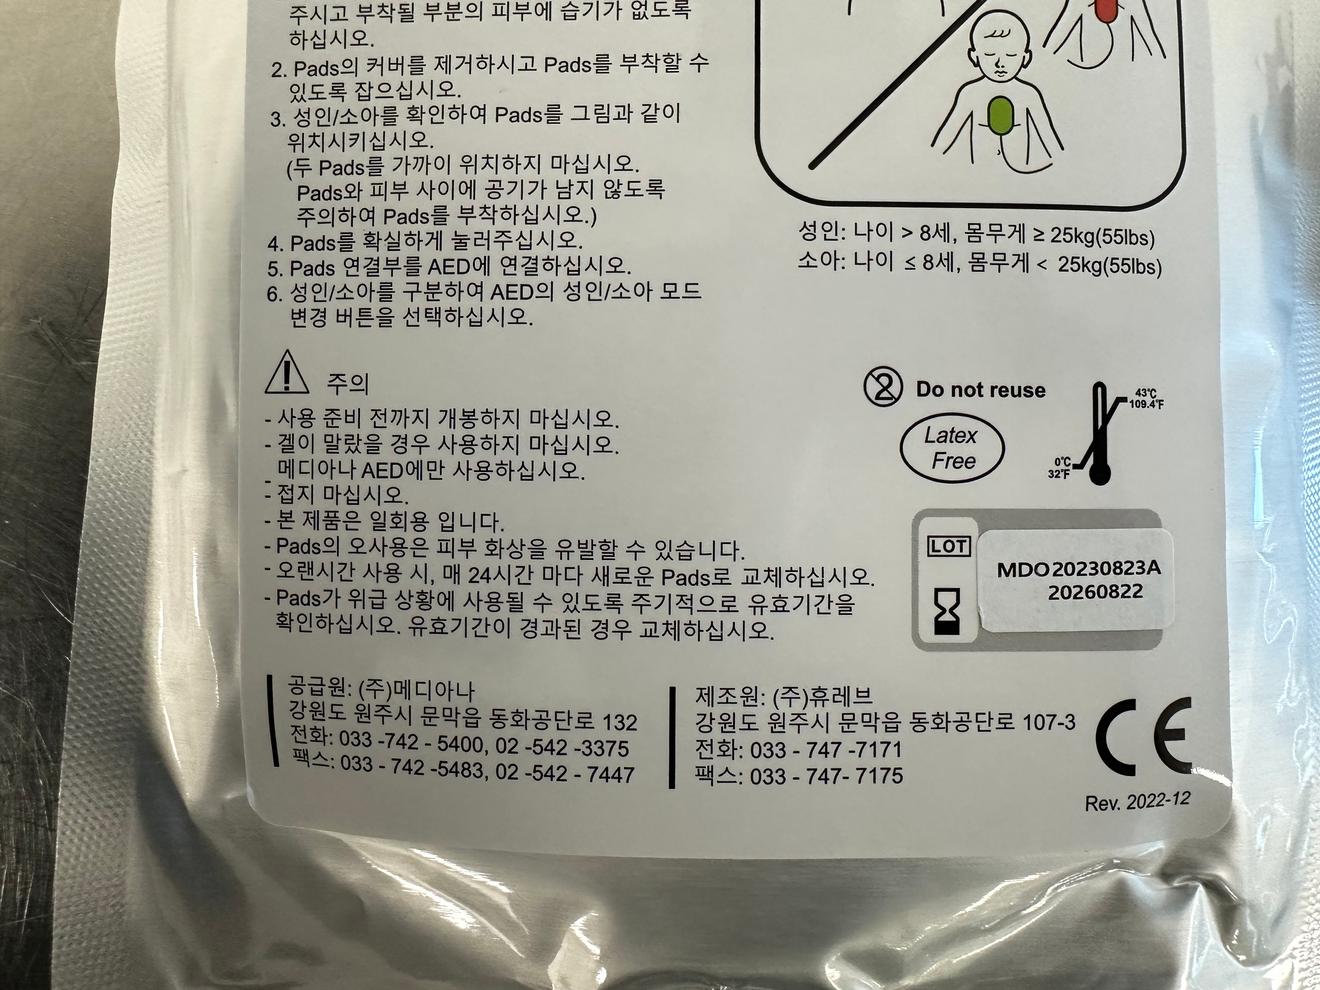 주시고 부착될 부분의 피부에 습기가 없도록
하십시오.
2. Pads의 커버를 제거하시고 Pads를 부착할 수
있도록 잡으십시오.
3. 성인/소아를 확인하여 Pads를 그림과 같이
위치시키십시오.
(두 Pads를 가까이 위치하지 마십시오.
Pads와 피부 사이에 공기가 남지 않도록
주의하여 Pads를 부착하십시오.)
4. Pads를 확실하게 눌러주십시오.
5. Pads 연결부를 AED에 연결하십시오.
6. 성인/소아를 구분하여 AED의 성인/소아 모드
변경 버튼을 선택하십시오.
성인: 나이 > 8세, 몸무게 ≥ 25kg(55lbs)
소아: 나이 ≤ 8세, 몸무게 < 25kg(55lbs)
주의
- 사용 준비 전까지 개봉하지 마십시오.
- 겔이 말랐을 경우 사용하지 마십시오.
- 메디아나 AED에만 사용하십시오.
- 접지 마십시오.
- 본 제품은 일회용 입니다.
- Pads의 오사용은 피부 화상을 유발할 수 있습니다.
- 오랜시간 사용 시, 매 24시간 마다 새로운 Pads로 교체하십시오.
- Pads가 위급 상황에 사용될 수 있도록 주기적으로 유효기간을
확인하십시오. 유효기간이 경과된 경우 교체하십시오.
2 Do not reuse
Latex
Free
43℃
109.4℉
0℃
32℉
LOT
MDO20230823A
20260822
공급원: (주)메디아나
강원도 원주시 문막읍 동화공단로 132
전화: 033 -742 - 5400, 02 -542 -3375
팩스: 033 - 742 -5483, 02 -542 - 7447
제조원: (주)휴레브
강원도 원주시 문막읍 동화공단로 107-3
전화: 033 - 747 -7171
팩스: 033 - 747- 7175
CE
Rev. 2022-12